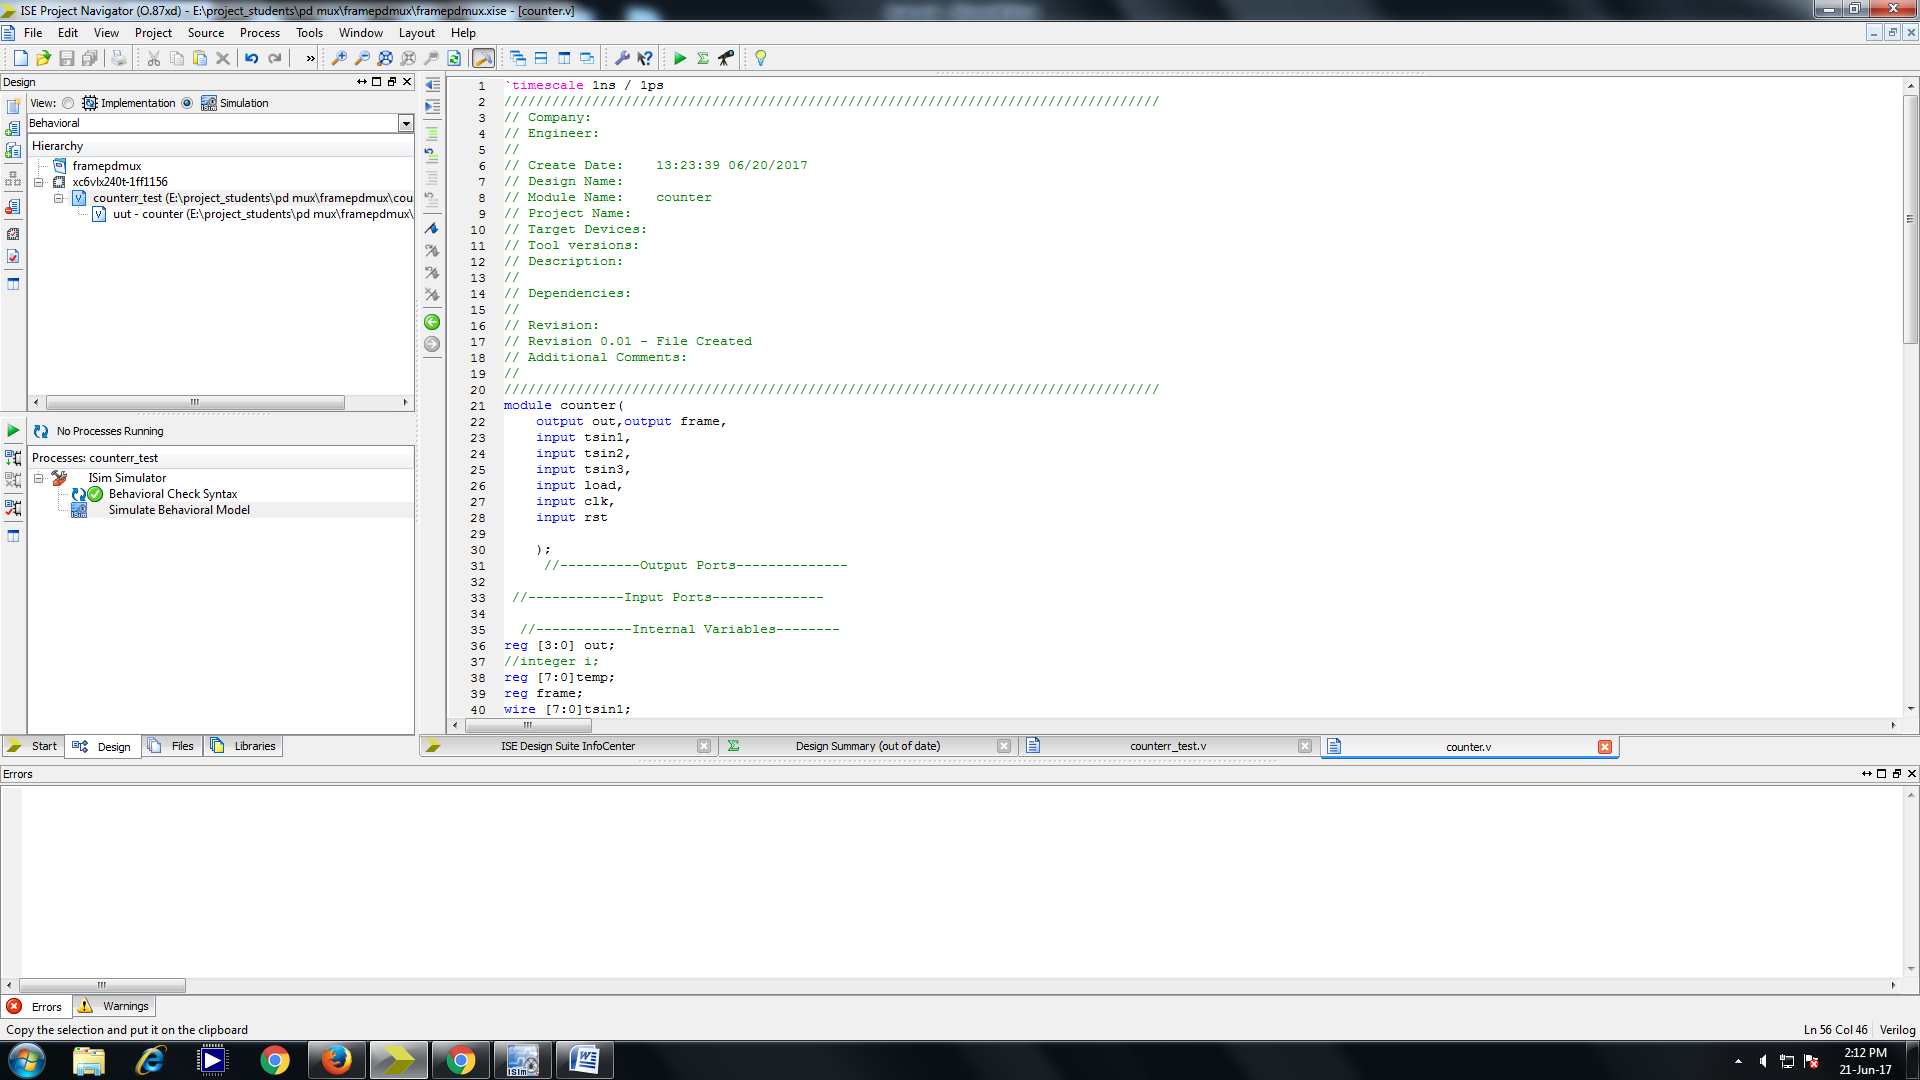 ISE Project Navigator (O.87xd) - E:\project_students\pd mux\framepdmux\framepdmux.xise - [counter.v]
File Edit View Project Source Process Tools Window Layout Help
Design
View: Implementation Simulation
Behavioral
Hierarchy
framepdmux
xc6vlx240t-1ff1156
counterr_test (E:\project_students\pd mux\framepdmux\cou
uut - counter (E:\project_students\pd mux\framepdmux\
No Processes Running
Processes: counterr_test
ISim Simulator
Behavioral Check Syntax
Simulate Behavioral Model
Start Design Files Libraries
1 `timescale 1ns / 1ps
2 //////////////////////////////////////////////////////////////////////////////////
3 // Company:
4 // Engineer:
5 //
6 // Create Date:    13:23:39 06/20/2017
7 // Design Name:
8 // Module Name:    counter
9 // Project Name:
10 // Target Devices:
11 // Tool versions:
12 // Description:
13 //
14 // Dependencies:
15 //
16 // Revision:
17 // Revision 0.01 - File Created
18 // Additional Comments:
19 //
20 //////////////////////////////////////////////////////////////////////////////////
21 module counter(
22     output out,output frame,
23     input tsin1,
24     input tsin2,
25     input tsin3,
26     input load,
27     input clk,
28     input rst
29
30     );
31      //----------Output Ports--------------
32
33  //------------Input Ports--------------
34
35   //------------Internal Variables--------
36 reg [3:0] out;
37 //integer i;
38 reg [7:0]temp;
39 reg frame;
40 wire [7:0]tsin1;
ISE Design Suite InfoCenter
Design Summary (out of date)
counterr_test.v
counter.v
Errors
Errors Warnings
Copy the selection and put it on the clipboard
Ln 56 Col 46 Verilog
2:12 PM
21-Jun-17